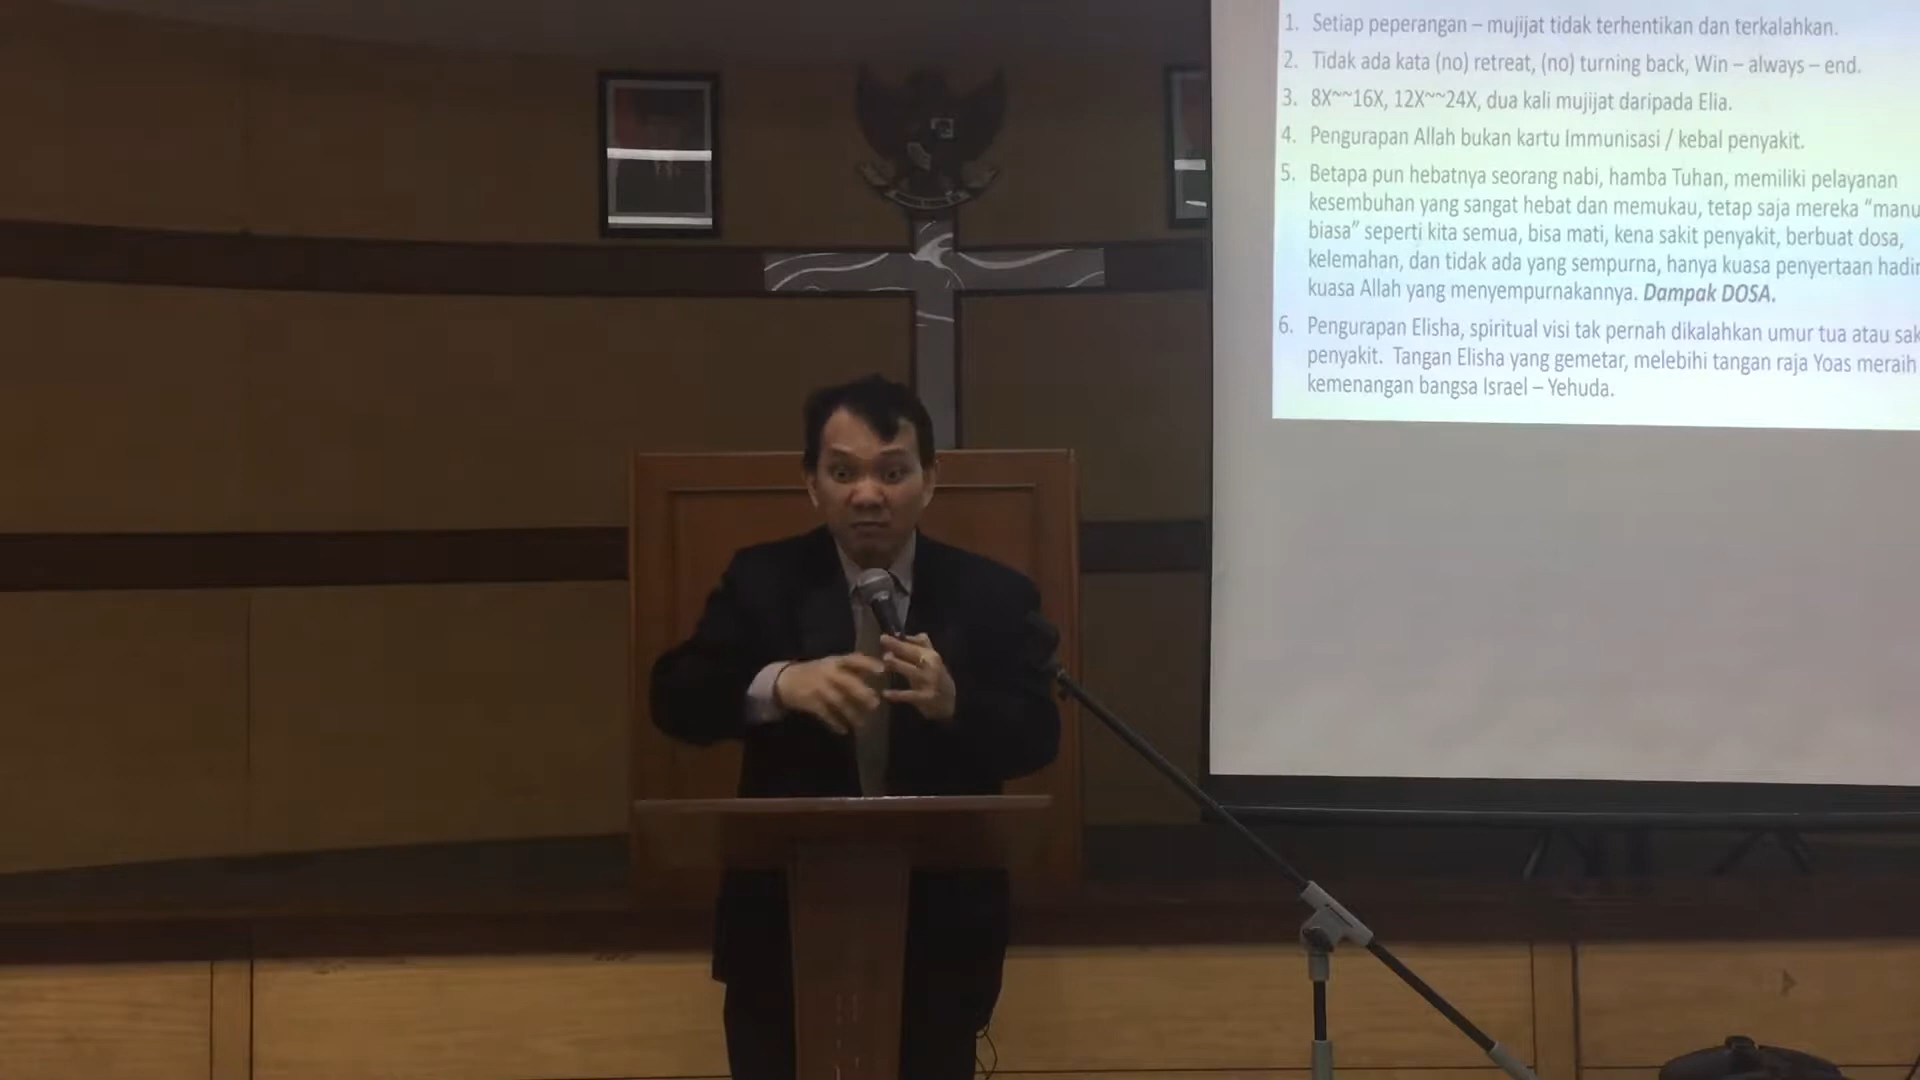 1. Setiap peperangan – mujijat tidak terhentikan dan terkalahkan.
2. Tidak ada kata (no) retreat, (no) turning back, Win – always – end.
3. 8X~~16X, 12X~~24X, dua kali mujijat daripada Elia.
4. Pengurapan Allah bukan kartu Immunisasi / kebal penyakit.
5. Betapa pun hebatnya seorang nabi, hamba Tuhan, memiliki pelayanan
kesembuhan yang sangat hebat dan memukau, tetap saja mereka “manu
biasa” seperti kita semua, bisa mati, kena sakit penyakit, berbuat dosa,
kelemahan, dan tidak ada yang sempurna, hanya kuasa penyertaan hadir
kuasa Allah yang menyempurnakannya. Dampak DOSA.
6. Pengurapan Elisha, spiritual visi tak pernah dikalahkan umur tua atau sak
penyakit. Tangan Elisha yang gemetar, melebihi tangan raja Yoas meraih
kemenangan bangsa Israel – Yehuda.